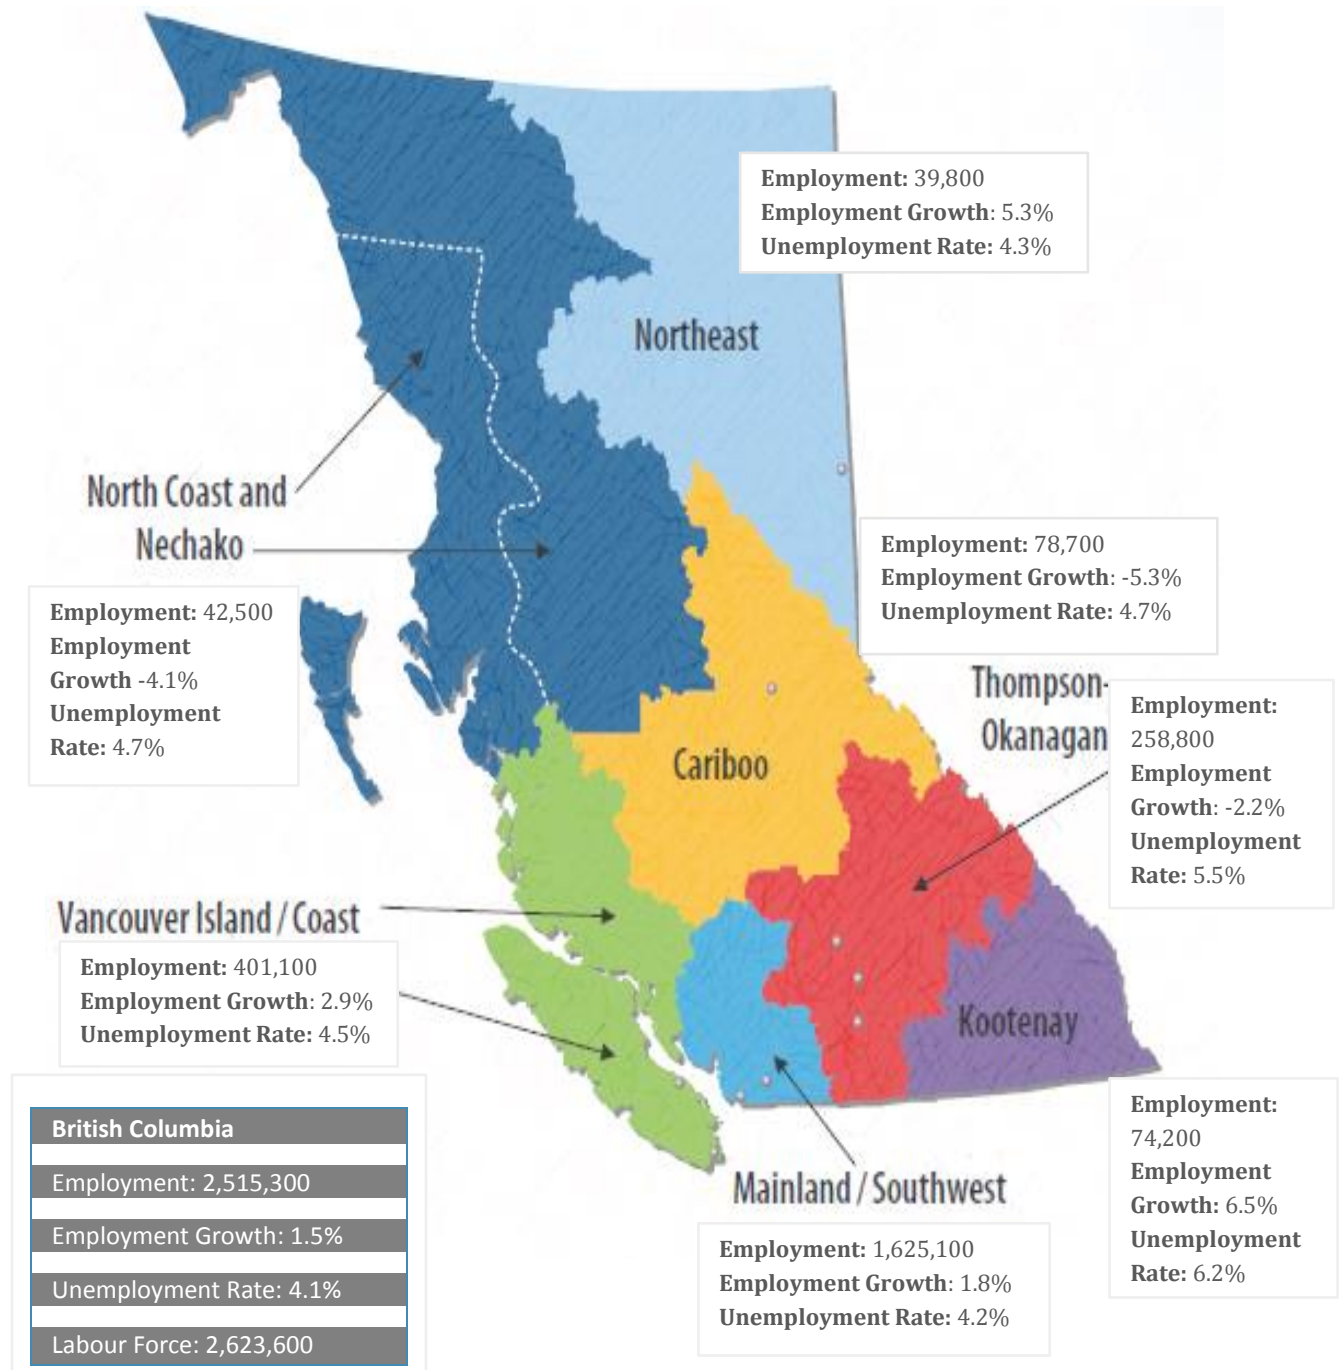 Employment: 39,800
Employment Growth: 5.3%
Unemployment Rate: 4.3%
Northeast
North Coast and
Nechako
Employment: 78,700
Employment Growth: -5.3%
Unemployment Rate: 4.7%
Employment: 42,500
Employment
Growth -4.1%
Unemployment
Rate: 4.7%
Thompson-
Okanagan
Employment:
258,800
Employment
Growth: -2.2%
Unemployment
Rate: 5.5%
Cariboo
Vancouver Island / Coast
Employment: 401,100
Employment Growth: 2.9%
Unemployment Rate: 4.5%
Kootenay
Employment:
74,200
Employment
Growth: 6.5%
Unemployment
Rate: 6.2%
Mainland / Southwest
Employment: 1,625,100
Employment Growth: 1.8%
Unemployment Rate: 4.2%
British Columbia
Employment: 2,515,300
Employment Growth: 1.5%
Unemployment Rate: 4.1%
Labour Force: 2,623,600